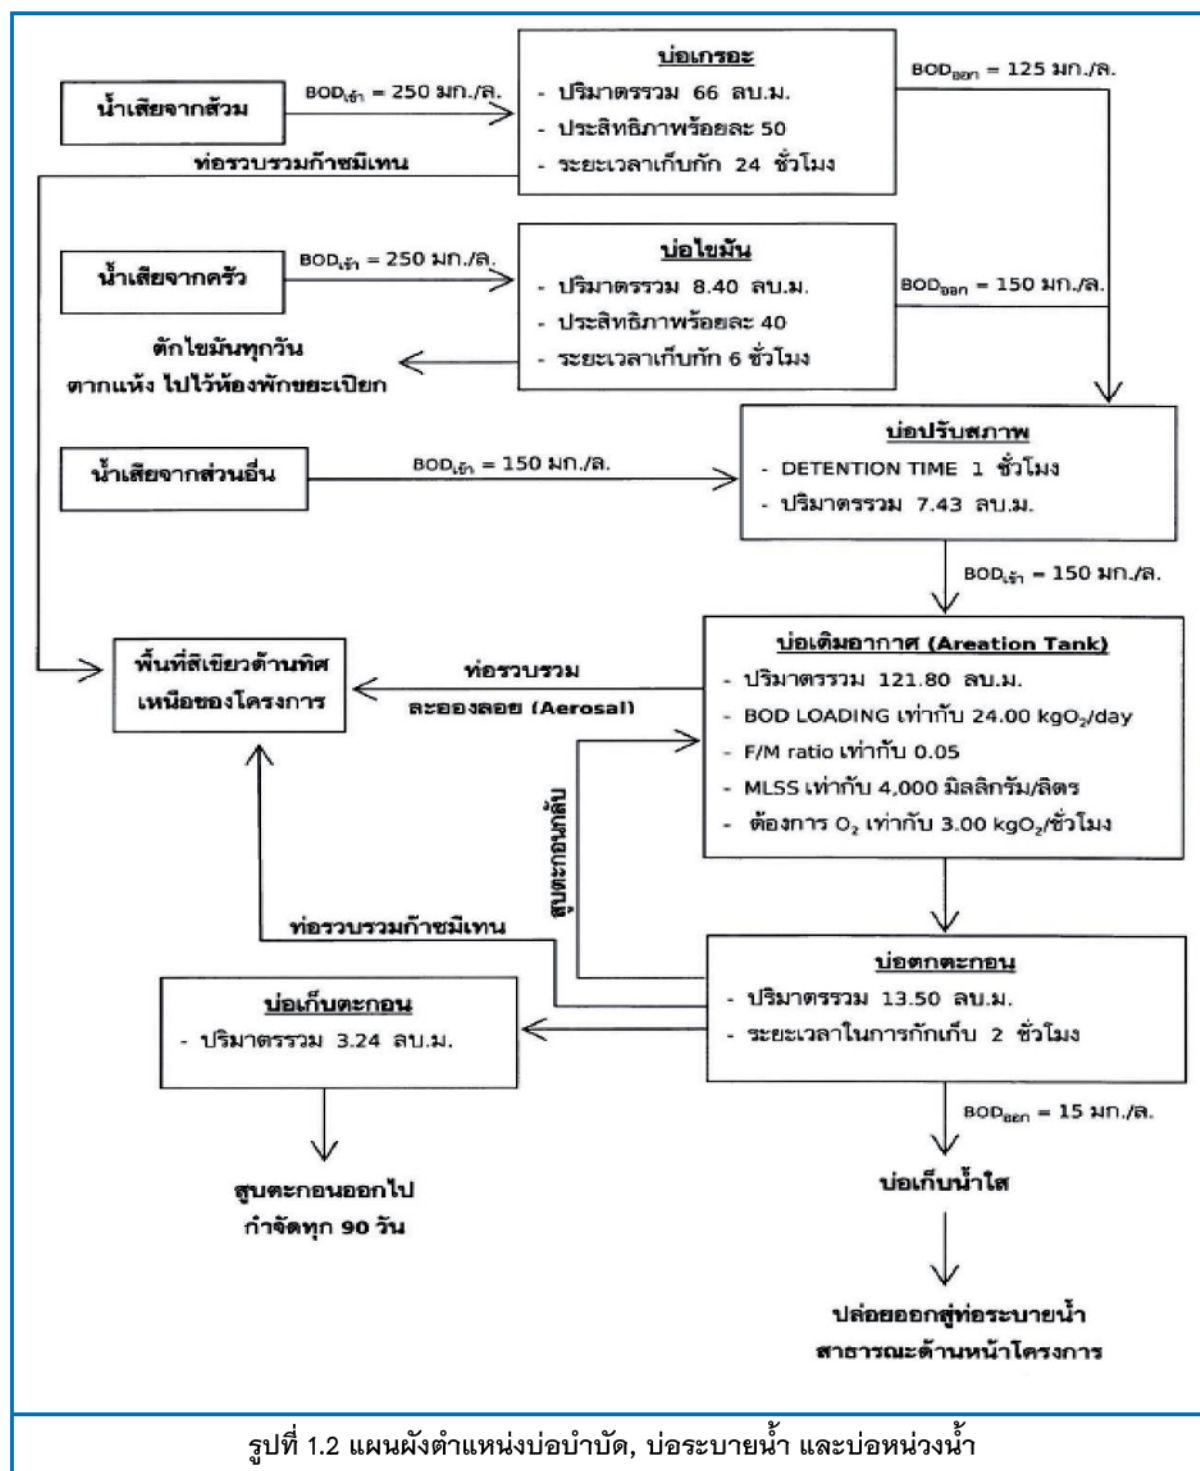 บ่อเกรอะ
- ปริมาตรรวม 66 ลบ.ม.
- ประสิทธิภาพร้อยละ 50
- ระยะเวลาเก็บกัก 24 ชั่วโมง
น้ำเสียจากส้วม
BODเข้า = 250 มก./ล.
BODออก = 125 มก./ล.
ท่อรวบรวมก๊าซมีเทน
น้ำเสียจากครัว
BODเข้า = 250 มก./ล.
บ่อไขมัน
- ปริมาตรรวม 8.40 ลบ.ม.
- ประสิทธิภาพร้อยละ 40
- ระยะเวลาเก็บกัก 6 ชั่วโมง
BODออก = 150 มก./ล.
ตักไขมันทุกวัน
ตากแห้ง ไปไว้ห้องพักขยะเปียก
น้ำเสียจากส่วนอื่น
BODเข้า = 150 มก./ล.
บ่อปรับสภาพ
- DETENTION TIME 1 ชั่วโมง
- ปริมาตรรวม 7.43 ลบ.ม.
BODเข้า = 150 มก./ล.
พื้นที่สีเขียวด้านทิศ
เหนือของโครงการ
ท่อรวบรวม
ละอองลอย (Aerosal)
บ่อเติมอากาศ (Areation Tank)
- ปริมาตรรวม 121.80 ลบ.ม.
- BOD LOADING เท่ากับ 24.00 kgO₂/day
- F/M ratio เท่ากับ 0.05
- MLSS เท่ากับ 4,000 มิลลิกรัม/ลิตร
- ต้องการ O₂ เท่ากับ 3.00 kgO₂/ชั่วโมง
สูบตะกอนกลับ
ท่อรวบรวมก๊าซมีเทน
บ่อตกตะกอน
- ปริมาตรรวม 13.50 ลบ.ม.
- ระยะเวลาในการกักเก็บ 2 ชั่วโมง
บ่อเก็บตะกอน
- ปริมาตรรวม 3.24 ลบ.ม.
BODออก = 15 มก./ล.
สูบตะกอนออกไป
กำจัดทุก 90 วัน
บ่อเก็บน้ำใส
ปล่อยออกสู่ท่อระบายน้ำ
สาธารณะด้านหน้าโครงการ
รูปที่ 1.2 แผนผังตำแหน่งบ่อบำบัด, บ่อระบายน้ำ และบ่อหน่วงน้ำ